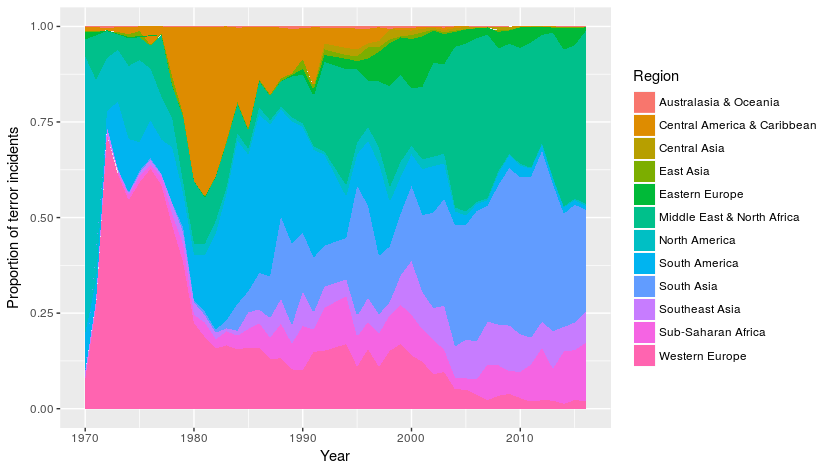 1.00
0.75
0.50
0.25
0.00
Proportion of terror incidents
1970 1980 1990 2000 2010
Year
Region
Australasia & Oceania
Central America & Caribbean
Central Asia
East Asia
Eastern Europe
Middle East & North Africa
North America
South America
South Asia
Southeast Asia
Sub-Saharan Africa
Western Europe